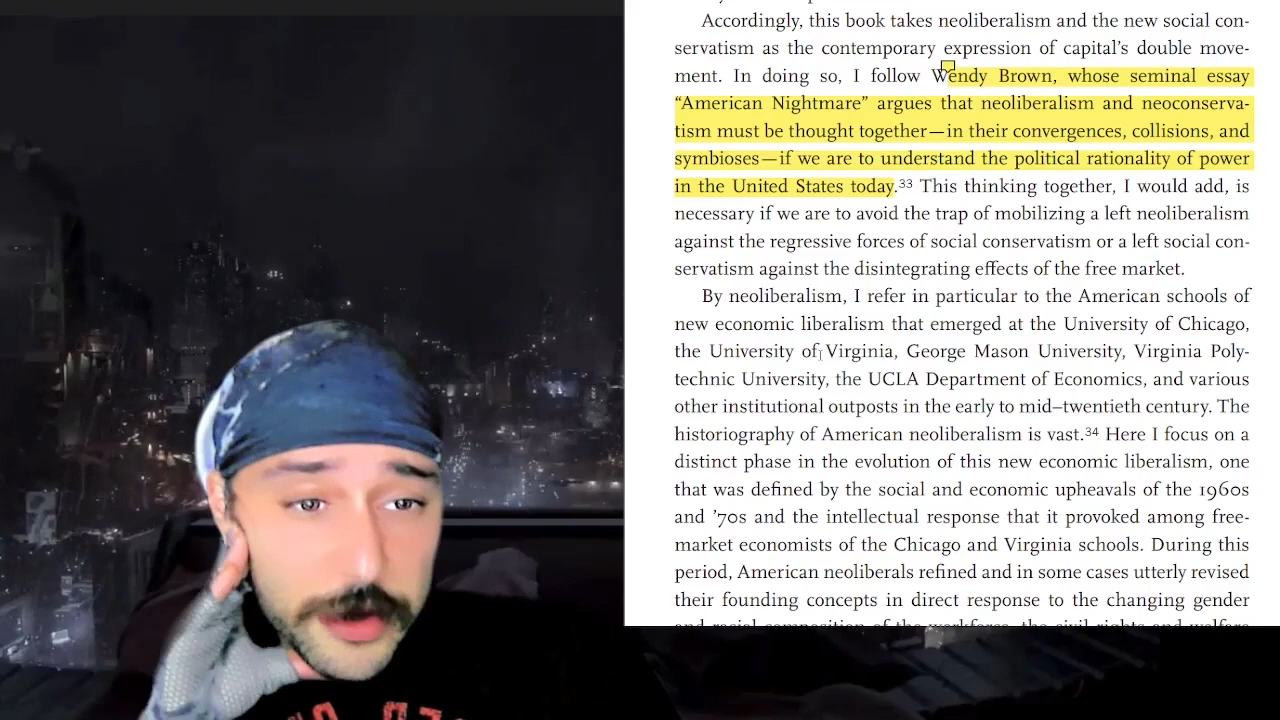 Accordingly, this book takes neoliberalism and the new social con-
servatism as the contemporary expression of capital's double move-
ment. In doing so, I follow Wendy Brown, whose seminal essay
“American Nightmare” argues that neoliberalism and neoconserva-
tism must be thought together—in their convergences, collisions, and
symbioses—if we are to understand the political rationality of power
in the United States today.33 This thinking together, I would add, is
necessary if we are to avoid the trap of mobilizing a left neoliberalism
against the regressive forces of social conservatism or a left social con-
servatism against the disintegrating effects of the free market.
By neoliberalism, I refer in particular to the American schools of
new economic liberalism that emerged at the University of Chicago,
the University of Virginia, George Mason University, Virginia Poly-
technic University, the UCLA Department of Economics, and various
other institutional outposts in the early to mid–twentieth century. The
historiography of American neoliberalism is vast.34 Here I focus on a
distinct phase in the evolution of this new economic liberalism, one
that was defined by the social and economic upheavals of the 1960s
and ’70s and the intellectual response that it provoked among free-
market economists of the Chicago and Virginia schools. During this
period, American neoliberals refined and in some cases utterly revised
their founding concepts in direct response to the changing gender
and racial composition of the workforce, the civil rights and welfare